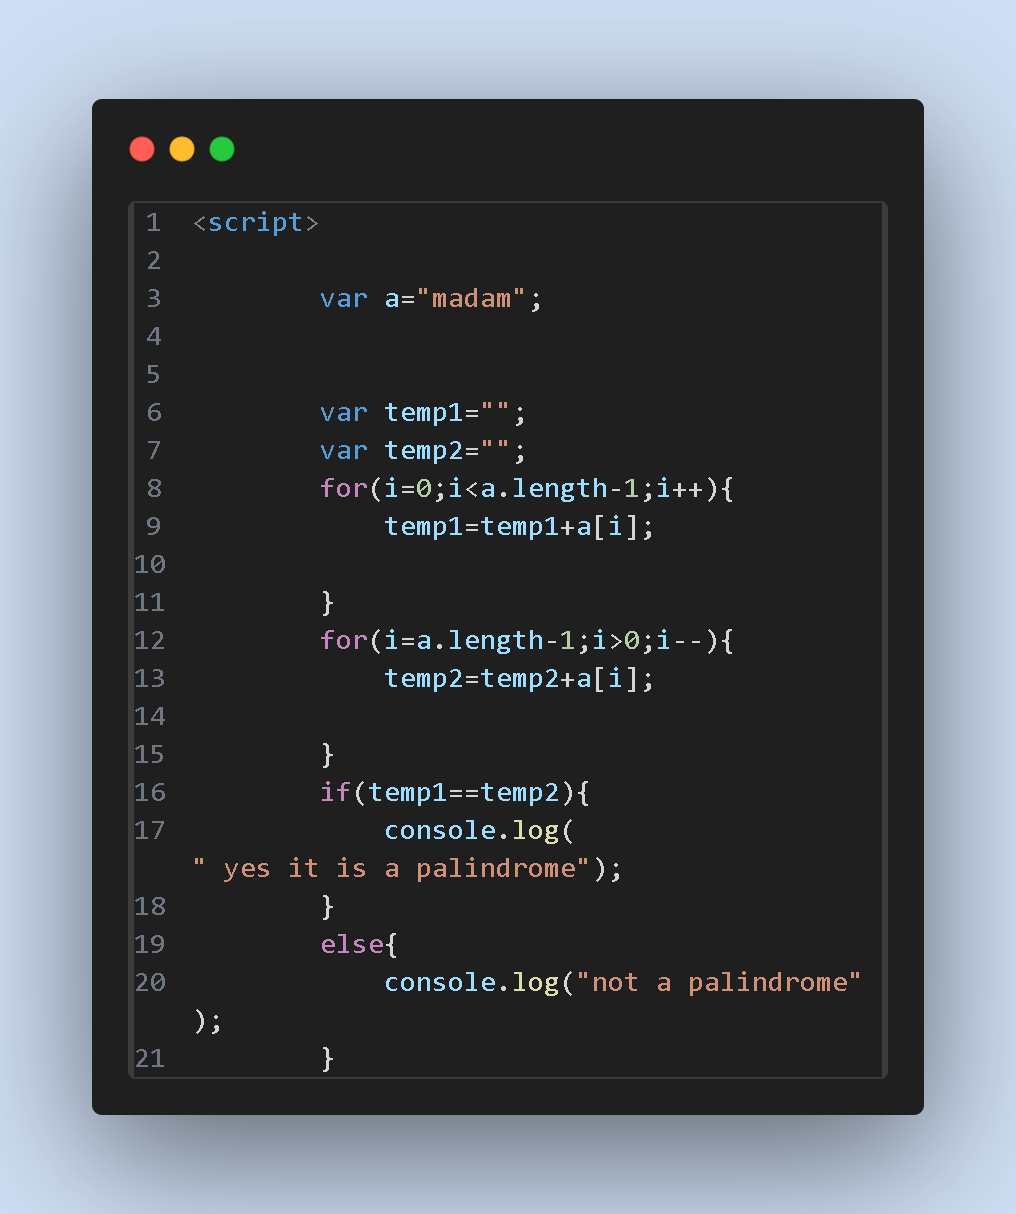 1 <script>
2
3 var a="madam";
4
5
6 var temp1="";
7 var temp2="";
8 for(i=0;i<a.length-1;i++){
9 temp1=temp1+a[i];
10
11 }
12 for(i=a.length-1;i>0;i--){
13 temp2=temp2+a[i];
14
15 }
16 if(temp1==temp2){
17 console.log(
" yes it is a palindrome");
18 }
19 else{
20 console.log("not a palindrome"
);
21 }